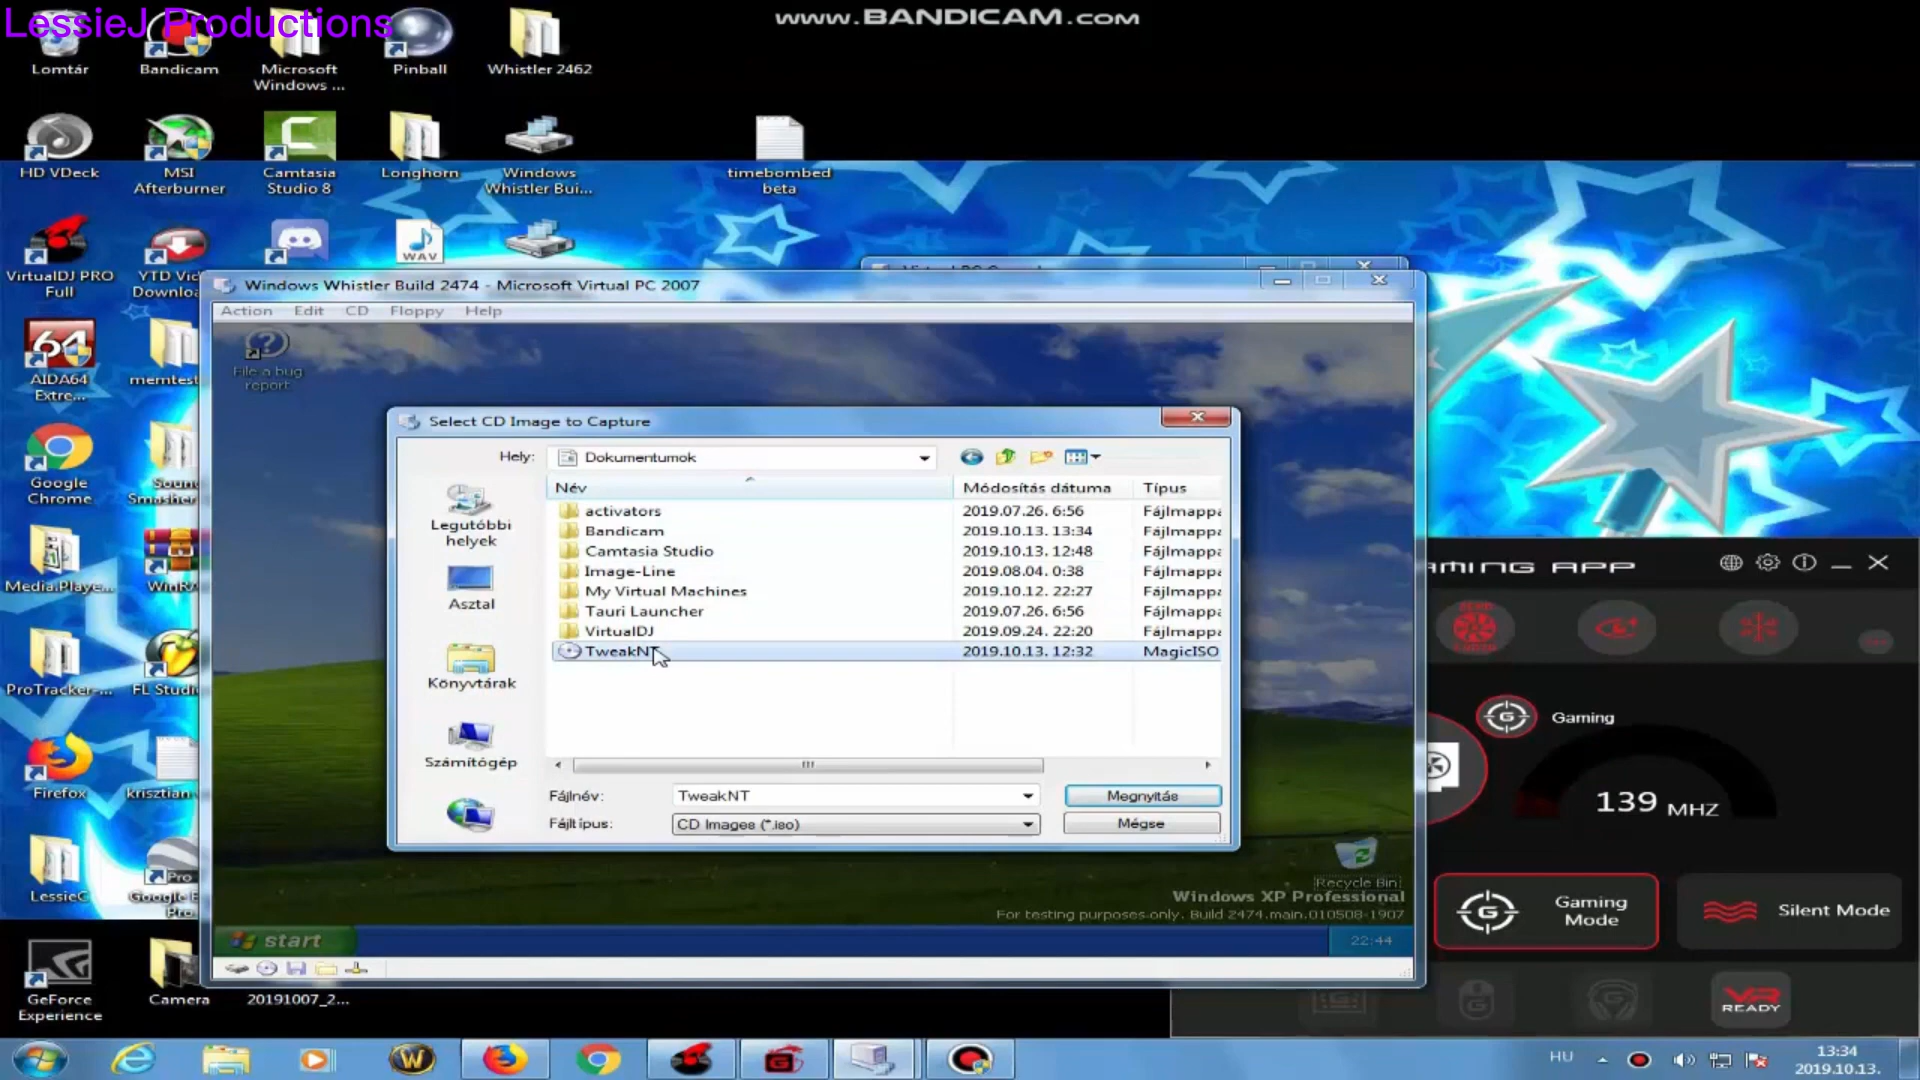 LessieJ Productions
www.BANDICAM.com
Lomtár
Bandicam
Microsoft
Windows ...
Pinball
Whistler 2462
HD VDeck
MSI
Afterburner
Camtasia
Studio 8
Longhorn
Windows
Whistler Bui...
timebombed
beta
VirtualDJ PRO
Full
YTD Vid
Downloa
WAV
AIDA64
Extre...
memtest
Google
Chrome
Sound
Smasher
Media.Playe...
WinRA
ProTracker-...
FL Studi
Firefox
krisztian
LessieC
Google E
Pro
GeForce
Experience
Camera
20191007_2...
Windows Whistler Build 2474 - Microsoft Virtual PC 2007
Action Edit CD Floppy Help
File a bug
report
Select CD Image to Capture
Hely:
Dokumentumok
Név
Módosítás dátuma
Típus
activators 2019.07.26. 6:56 Fájlmappa
Bandicam 2019.10.13. 13:34 Fájlmappa
Camtasia Studio 2019.10.13. 12:48 Fájlmappa
Image-Line 2019.08.04. 0:38 Fájlmappa
My Virtual Machines 2019.10.12. 22:27 Fájlmappa
Tauri Launcher 2019.07.26. 6:56 Fájlmappa
VirtualDJ 2019.09.24. 22:20 Fájlmappa
TweakNT 2019.10.13. 12:32 MagicISO
Legutóbbi
helyek
Asztal
Könyvtárak
Számítógép
Fájlnév:
TweakNT
Megnyitás
Fájltípus:
CD Images (*.iso)
Mégse
Recycle Bin
Windows XP Professional
For testing purposes only. Build 2474.main.010508-1907
start
22:44
AMING APP
Gaming
139 MHZ
Gaming
Mode
Silent Mode
VR
READY
HU
13:34
2019.10.13.